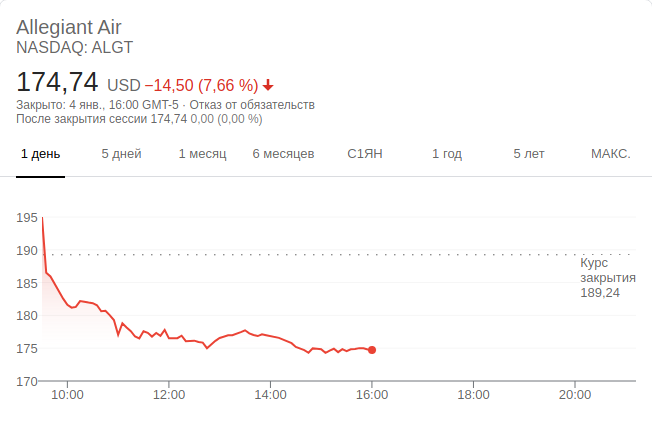 Allegiant Air
NASDAQ: ALGT
174,74 USD −14,50 (7,66 %)
Закрыто: 4 янв., 16:00 GMT-5 · Отказ от обязательств
После закрытия сессии 174,74 0,00 (0,00 %)
1 день 5 дней 1 месяц 6 месяцев С1ЯН 1 год 5 лет МАКС.
195
190
Курс
закрытия
189,24
185
180
175
170
10:00 12:00 14:00 16:00 18:00 20:00